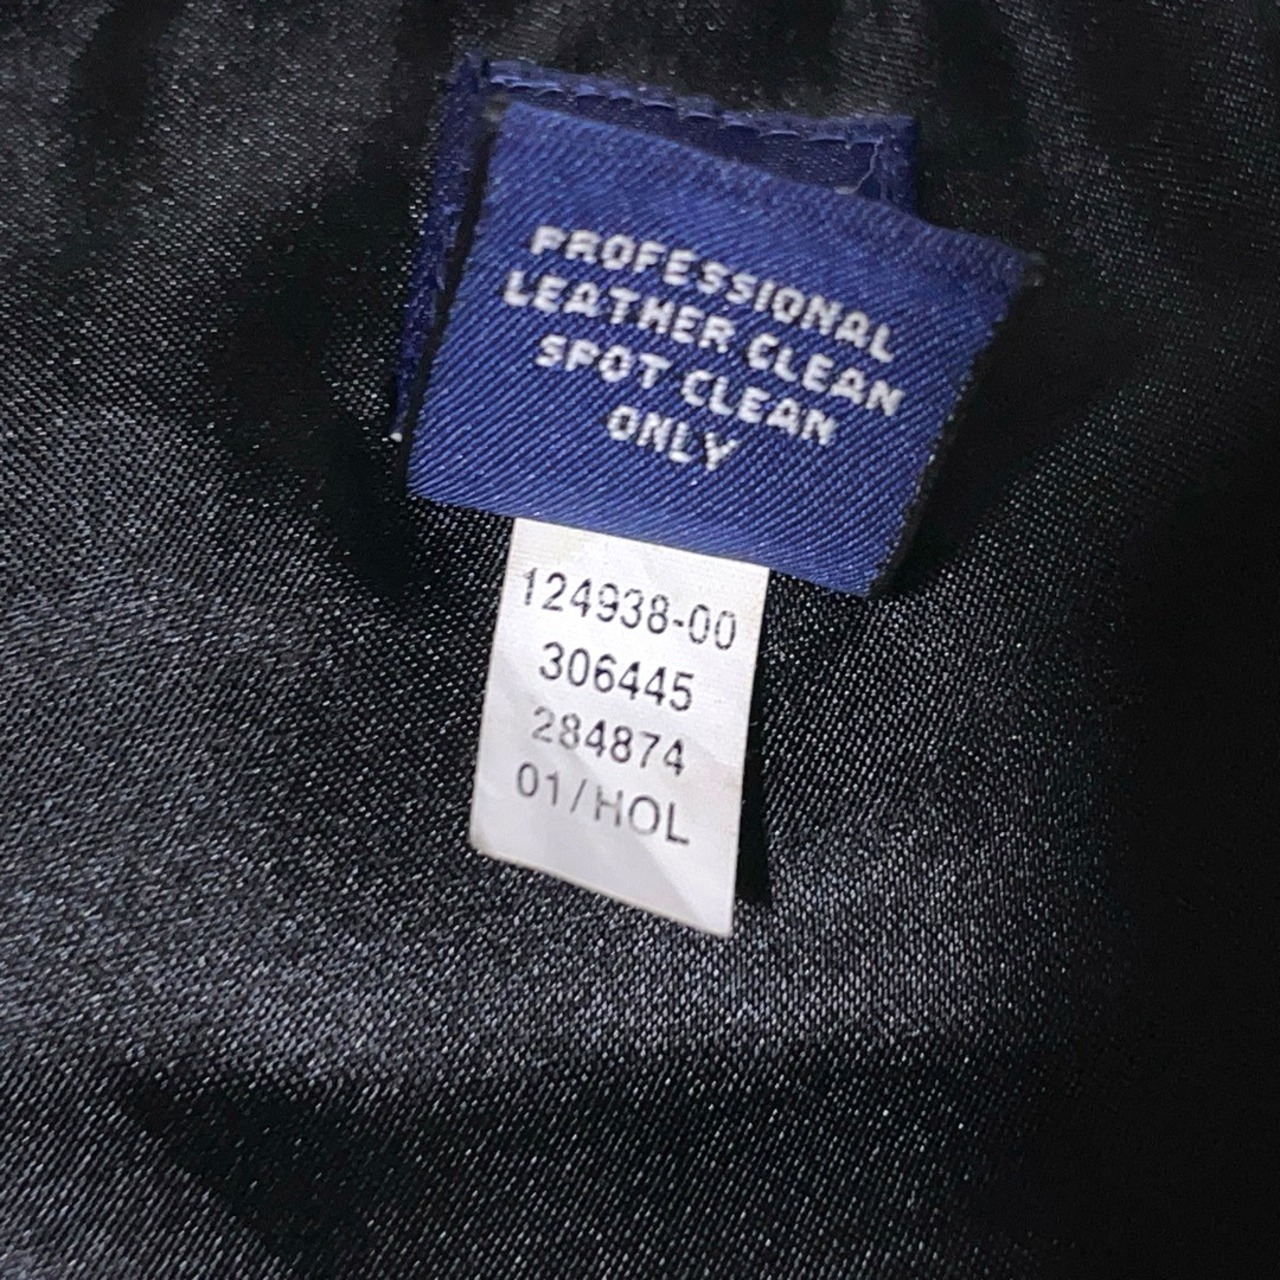 PROFESSIONAL
LEATHER CLEAN
SPOT CLEAN
ONLY
124938-00
306445
284874
01/HOL